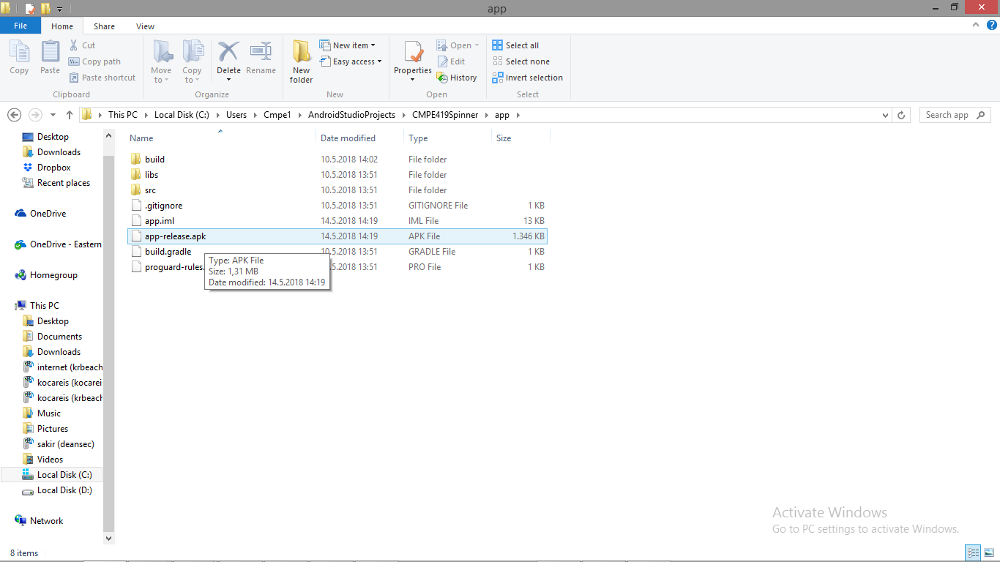 app
File Home Share View
Copy
Paste
Cut
Copy path
Paste shortcut
Clipboard
Move to
Copy to
Delete
Rename
Organize
New folder
New item
Easy access
New
Properties
Open
Edit
History
Open
Select all
Select none
Invert selection
Select
This PC Local Disk (C:) Users Cmpe1 AndroidStudioProjects CMPE419Spinner app
Search app
Desktop
Downloads
Dropbox
Recent places
OneDrive
OneDrive - Eastern
Homegroup
This PC
Desktop
Documents
Downloads
internet (krbeach
kocareis (kocarei
kocareis (krbeach
Music
Pictures
sakir (deansec)
Videos
Local Disk (C:)
Local Disk (D:)
Network
Name Date modified Type Size
build 10.5.2018 14:02 File folder
libs 10.5.2018 13:51 File folder
src 10.5.2018 13:51 File folder
.gitignore 10.5.2018 13:51 GITIGNORE File 1 KB
app.iml 14.5.2018 14:19 IML File 13 KB
app-release.apk 14.5.2018 14:19 APK File 1.346 KB
build.gradle 10.5.2018 13:51 GRADLE File 1 KB
proguard-rules. .5.2018 13:51 PRO File 1 KB
Type: APK File
Size: 1,31 MB
Date modified: 14.5.2018 14:19
Activate Windows
Go to PC settings to activate Windows.
8 items